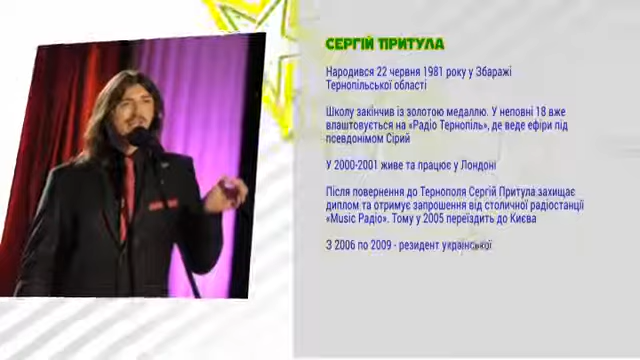 СЕРГІЙ ПРИТУЛА
Народився 22 червня 1981 року у Збаражі
Тернопільської області
Школу закінчив із золотою медаллю. У неповні 18 вже
влаштовується на «Радіо Тернопіль», де веде ефіри під
псевдонімом Сірий
У 2000-2001 живе та працює у Лондоні
Після повернення до Тернополя Сергій Притула захищає
диплом та отримує запрошення від столичної радіостанції
«Music Радіо». Тому у 2005 переїздить до Києва
З 2006 по 2009 - резидент української